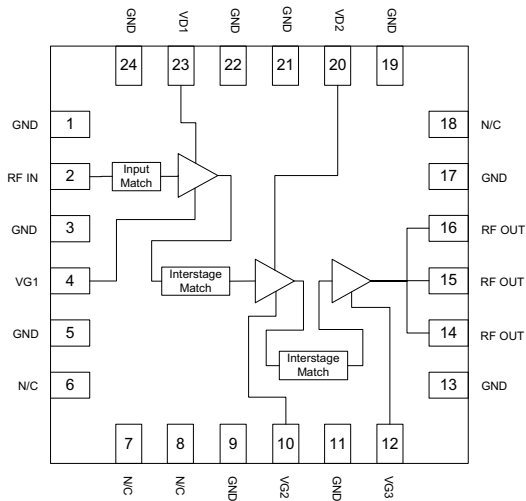 GND
VD1
GND
GND
VD2
GND
24
23
22
21
20
19
GND 1
18 N/C
RF IN 2
Input
Match
17 GND
GND 3
16 RF OUT
VG1 4
Interstage
Match
15 RF OUT
GND 5
14 RF OUT
Interstage
Match
N/C 6
13 GND
7
8
9
10
11
12
N/C
N/C
GND
VG2
GND
VG3